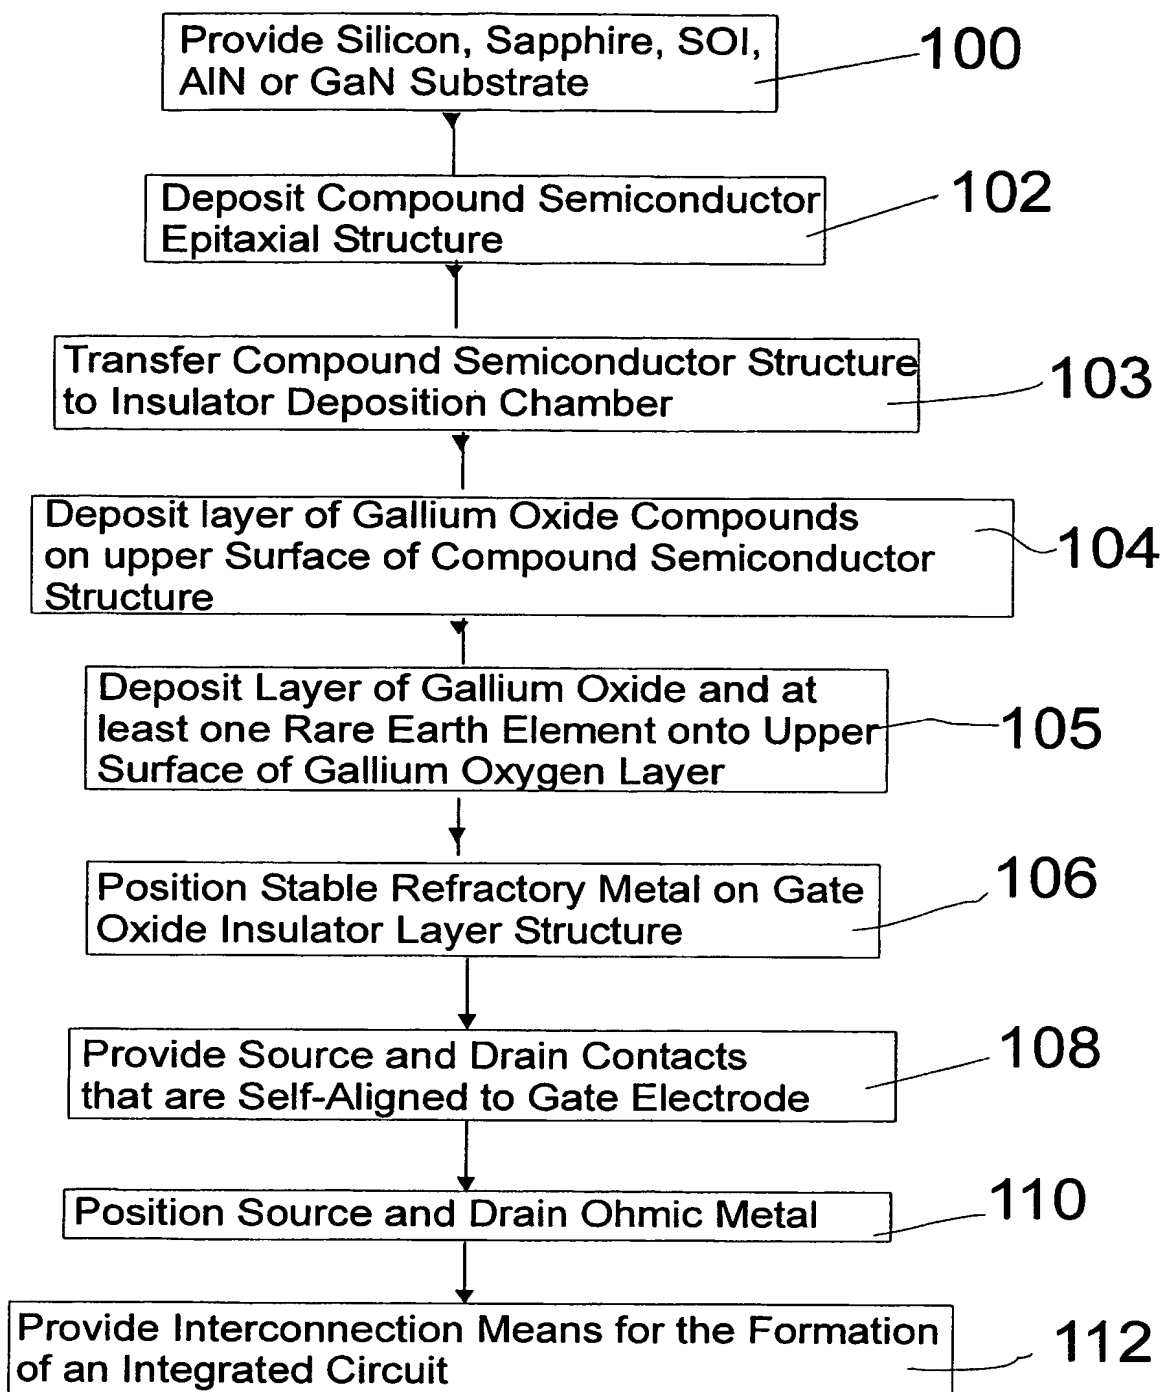 Provide Silicon, Sapphire, SOI,
AlN or GaN Substrate
100
Deposit Compound Semiconductor
Epitaxial Structure
102
Transfer Compound Semiconductor Structure
to Insulator Deposition Chamber
103
Deposit layer of Gallium Oxide Compounds
on upper Surface of Compound Semiconductor
Structure
104
Deposit Layer of Gallium Oxide and at
least one Rare Earth Element onto Upper
Surface of Gallium Oxygen Layer
105
Position Stable Refractory Metal on Gate
Oxide Insulator Layer Structure
106
Provide Source and Drain Contacts
that are Self-Aligned to Gate Electrode
108
Position Source and Drain Ohmic Metal
110
Provide Interconnection Means for the Formation
of an Integrated Circuit
112